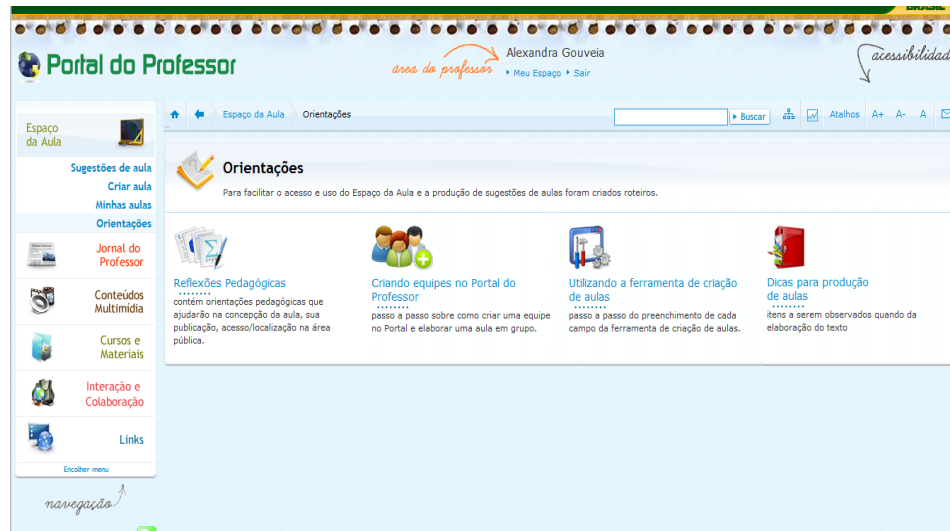 BRASIL
Portal do Professor
área do professor
Alexandra Gouveia
Meu Espaço Sair
acessibilidad
Espaço da Aula Orientações
Buscar
Atalhos A+ A- A
Espaço
da Aula
Sugestões de aula
Criar aula
Minhas aulas
Orientações
Jornal do
Professor
Conteúdos
Multimídia
Cursos e
Materiais
Interação e
Colaboração
Links
Encolher menu
navegação
Orientações
Para facilitar o acesso e uso do Espaço da Aula e a produção de sugestões de aulas foram criados roteiros.
Reflexões Pedagógicas
contém orientações pedagógicas que
ajudarão na concepção da aula, sua
publicação, acesso/localização na área
pública.
Criando equipes no Portal do
Professor
passo a passo sobre como criar uma equipe
no Portal e elaborar uma aula em grupo.
Utilizando a ferramenta de criação
de aulas
passo a passo do preenchimento de cada
campo da ferramenta de criação de aulas.
Dicas para produção
de aulas
itens a serem observados quando da
elaboração do texto